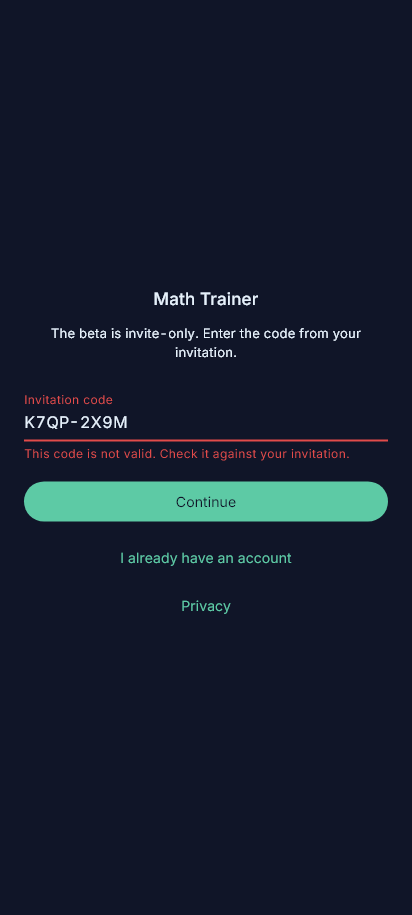 Math Trainer
The beta is invite-only. Enter the code from your
invitation.
Invitation code
K7QP-2X9M
This code is not valid. Check it against your invitation.
Continue
I already have an account
Privacy